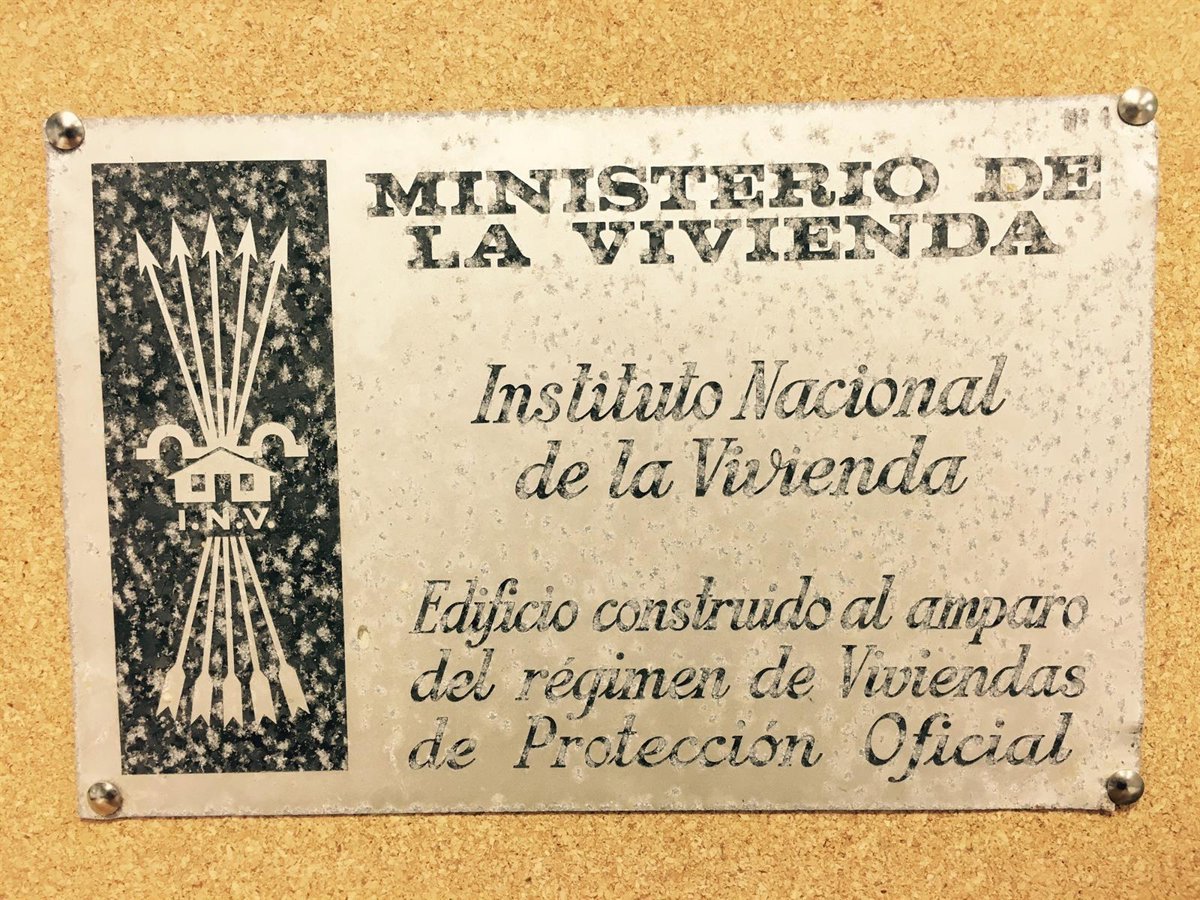 MINISTERIO DE
LA VIVIENDA
Instituto Nacional
de la Vivienda
I.N.V.
Edificio construido al amparo
del régimen de Viviendas
de Protección Oficial